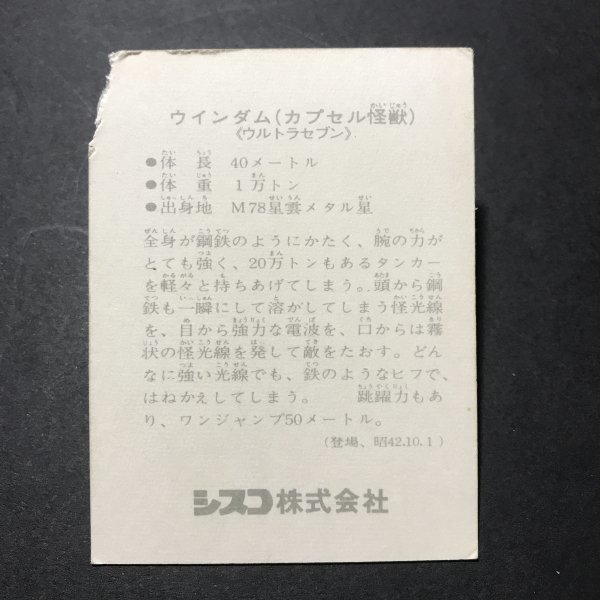 ウインダム(カプセル怪獣)
《ウルトラセブン》
●体長 40メートル
●体重 1万トン
●出身地 M78星雲メタル星
全身が鋼鉄のようにかたく、腕の力が
とても強く、20万トンもあるタンカー
を軽々と持ちあげてしまう。頭から鋼
鉄も一瞬にして溶かしてしまう怪光線
を、目から強力な電波を、口からは霧
状の怪光線を発して敵をたおす。どん
なに強い光線でも、鉄のようなヒフで、
はねかえしてしまう。 跳躍力もあ
り、ワンジャンプ50メートル。
(登場、昭42.10.1)
シスコ株式会社